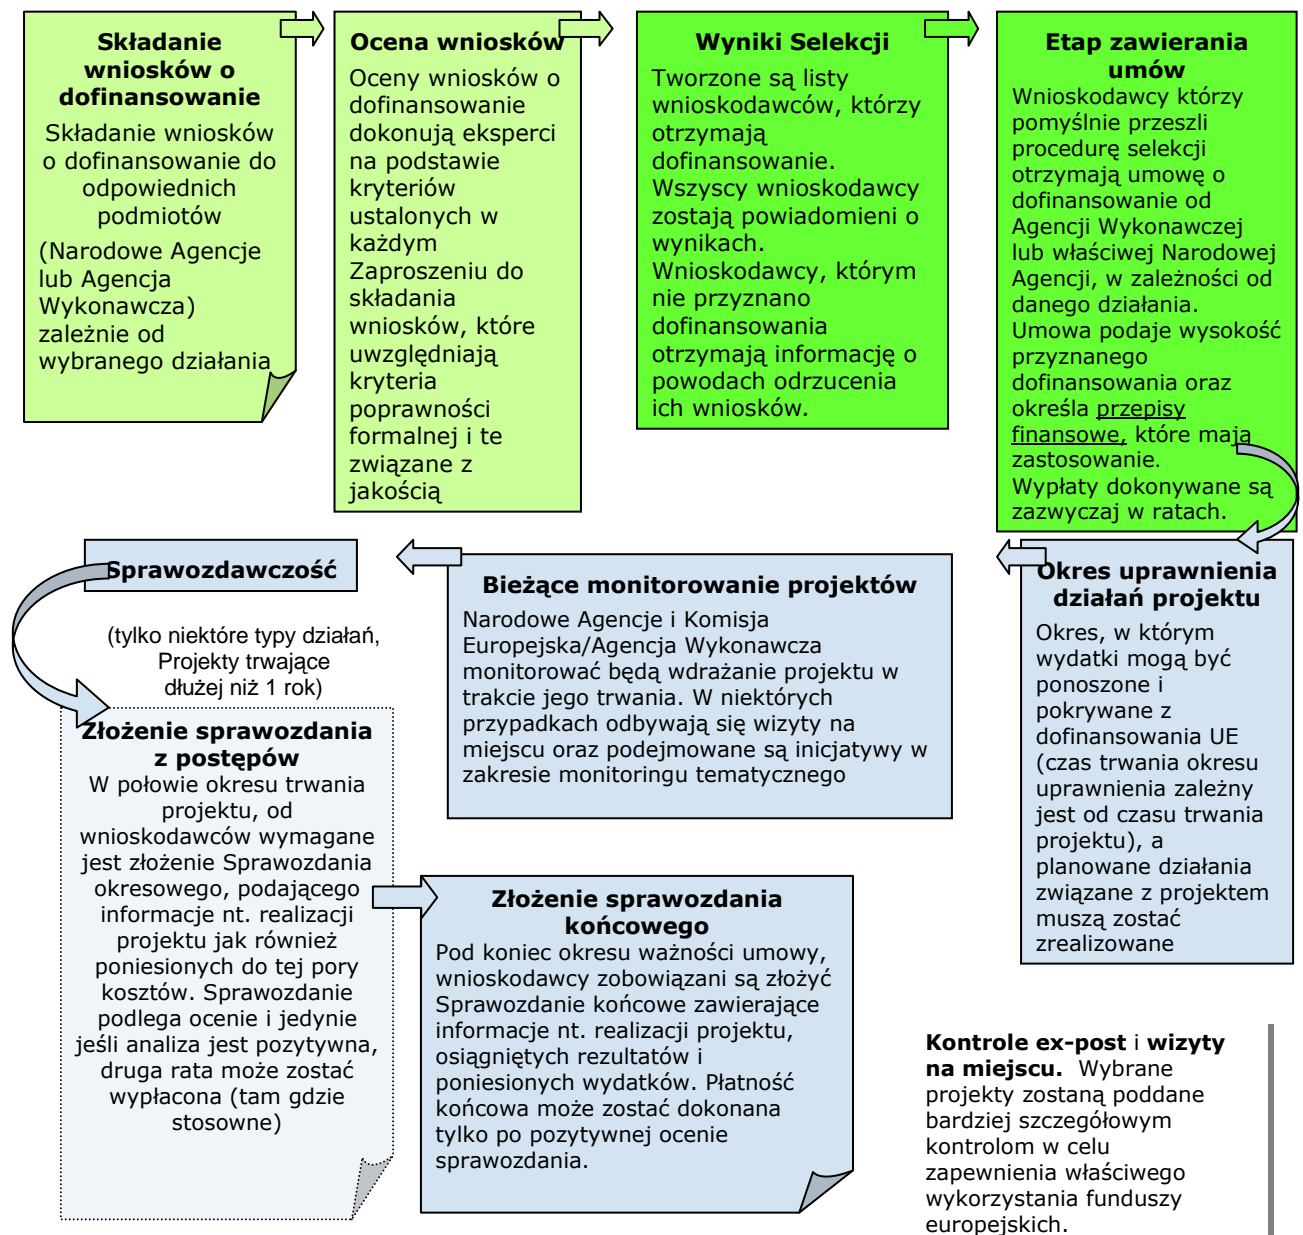 Składanie
wniosków o
dofinansowanie
Składanie wniosków
o dofinansowanie do
odpowiednich
podmiotów
(Narodowe Agencje
lub Agencja
Wykonawcza)
zależnie od
wybranego działania
Ocena wniosków
Oceny wniosków o
dofinansowanie
dokonują eksperci
na podstawie
kryteriów
ustalonych w
każdym
Zaproszeniu do
składania
wniosków, które
uwzględniają
kryteria
poprawności
formalnej i te
związane z
jakością
Wyniki Selekcji
Tworzone są listy
wnioskodawców, którzy
otrzymają
dofinansowanie.
Wszyscy wnioskodawcy
zostają powiadomieni o
wynikach.
Wnioskodawcy, którym
nie przyznano
dofinansowania
otrzymają informację o
powodach odrzucenia
ich wniosków.
Etap zawierania
umów
Wnioskodawcy którzy
pomyślnie przeszli
procedurę selekcji
otrzymają umowę o
dofinansowanie od
Agencji Wykonawczej
lub właściwej Narodowej
Agencji, w zależności od
danego działania.
Umowa podaje wysokość
przyznanego
dofinansowania oraz
określa przepisy
finansowe, które mają
zastosowanie.
Wypłaty dokonywane są
zazwyczaj w ratach.
Okres uprawnienia
działań projektu
Okres, w którym
wydatki mogą być
ponoszone i
pokrywane z
dofinansowania UE
(czas trwania okresu
uprawnienia zależny
jest od czasu trwania
projektu), a
planowane działania
związane z projektem
muszą zostać
zrealizowane
Bieżące monitorowanie projektów
Narodowe Agencje i Komisja
Europejska/Agencja Wykonawcza
monitorować będą wdrażanie projektu w
trakcie jego trwania. W niektórych
przypadkach odbywają się wizyty na
miejscu oraz podejmowane są inicjatywy w
zakresie monitoringu tematycznego
Sprawozdawczość
(tylko niektóre typy działań,
Projekty trwające
dłużej niż 1 rok)
Złożenie sprawozdania
z postępów
W połowie okresu trwania
projektu, od
wnioskodawców wymagane
jest złożenie Sprawozdania
okresowego, podającego
informacje nt. realizacji
projektu jak również
poniesionych do tej pory
kosztów. Sprawozdanie
podlega ocenie i jedynie
jeśli analiza jest pozytywna,
druga rata może zostać
wypłacona (tam gdzie
stosowne)
Złożenie sprawozdania
końcowego
Pod koniec okresu ważności umowy,
wnioskodawcy zobowiązani są złożyć
Sprawozdanie końcowe zawierające
informacje nt. realizacji projektu,
osiągniętych rezultatów i
poniesionych wydatków. Płatność
końcowa może zostać dokonana
tylko po pozytywnej ocenie
sprawozdania.
Kontrole ex-post i wizyty
na miejscu. Wybrane
projekty zostaną poddane
bardziej szczegółowym
kontrolom w celu
zapewnienia właściwego
wykorzystania funduszy
europejskich.